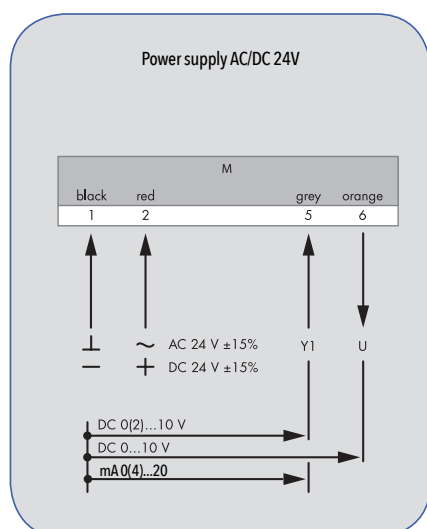 Power supply AC/DC 24V
M
black red grey orange
1 2 5 6
⊥ ~ AC 24 V ±15% Y1 U
− + DC 24 V ±15%
DC 0(2)...10 V
DC 0...10 V
mA 0(4)...20